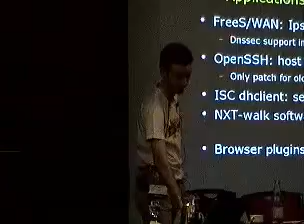 Applications
• FreeS/WAN: Ips
– Dnssec support in
• OpenSSH: host
– Only patch for old
• ISC dhclient: se
• NXT-walk softw
• Browser plugins